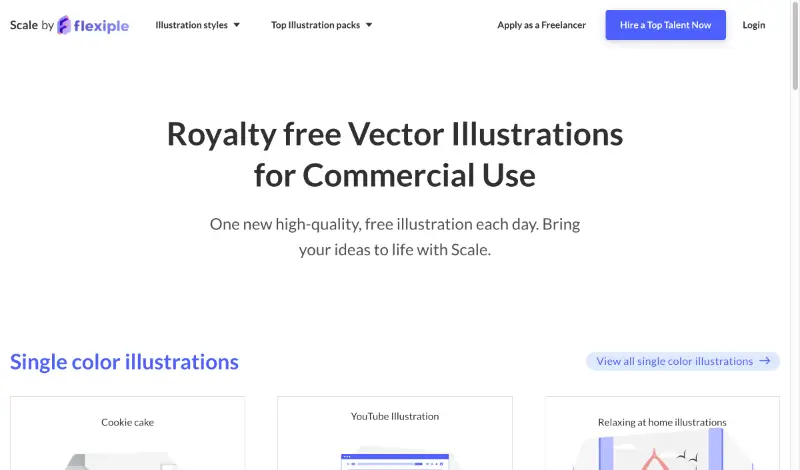 Scale by flexiple
Illustration styles
Top Illustration packs
Apply as a Freelancer
Hire a Top Talent Now
Login
Royalty free Vector Illustrations
for Commercial Use
One new high-quality, free illustration each day. Bring
your ideas to life with Scale.
Single color illustrations
View all single color illustrations →
Cookie cake
YouTube Illustration
Relaxing at home illustrations